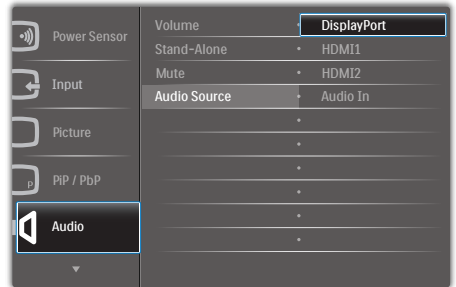 Power Sensor
Input
Picture
P
PiP / PbP
Audio
Volume
Stand-Alone
Mute
Audio Source
DisplayPort
HDMI1
HDMI2
Audio In